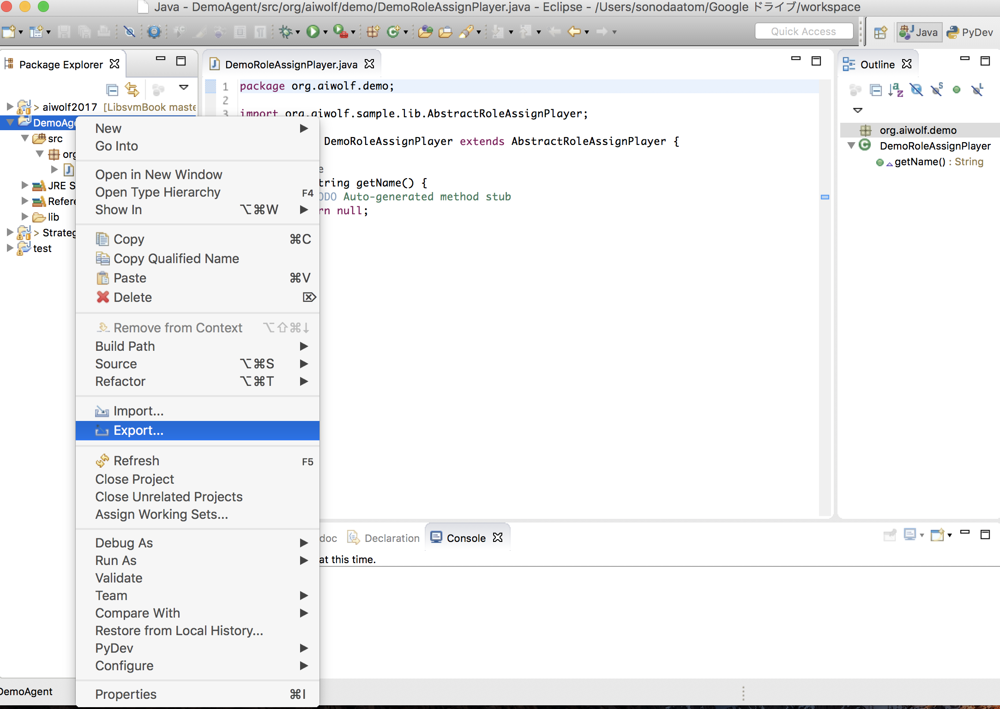 Java - DemoAgent/src/org/aiwolf/demo/DemoRoleAssignPlayer.java - Eclipse - /Users/sonodaatom/Google ドライブ/workspace
Quick Access
Java
PyDev
Package Explorer
> aiwolf2017 [LibsvmBook maste
DemoAge
src
org
JRE S
Refere
lib
> Strateg
test
DemoRoleAssignPlayer.java
1 package org.aiwolf.demo;
2
3 import org.aiwolf.sample.lib.AbstractRoleAssignPlayer;
DemoRoleAssignPlayer extends AbstractRoleAssignPlayer {
e
tring getName() {
ODO Auto-generated method stub
rn null;
Outline
org.aiwolf.demo
DemoRoleAssignPlayer
getName() : String
New
Go Into
Open in New Window
Open Type Hierarchy F4
Show In ⌥⌘W
Copy ⌘C
Copy Qualified Name
Paste ⌘V
Delete ⌦
Remove from Context ⌥⇧⌘↓
Build Path
Source ⌥⌘S
Refactor ⌥⌘T
Import...
Export...
Refresh F5
Close Project
Close Unrelated Projects
Assign Working Sets...
Debug As
Run As
Validate
Team
Compare With
Restore from Local History...
PyDev
Configure
Properties ⌘I
doc
Declaration
Console
at this time.
DemoAgent